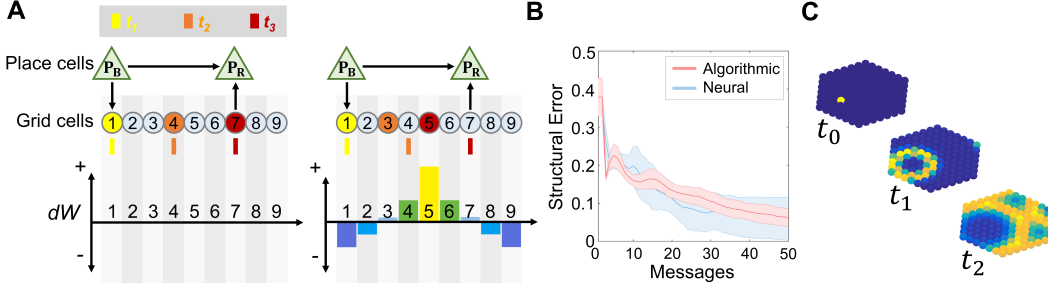 A
t1 t2 t3
Place cells PB PR PB PR
Grid cells 1 2 3 4 5 6 7 8 9 1 2 3 4 5 6 7 8 9
+ +
dW 1 2 3 4 5 6 7 8 9 1 2 3 4 5 6 7 8 9
- -
B
Structural Error
0.5
0.4
0.3
0.2
0.1
0
0 10 20 30 40 50
Messages
Algorithmic
Neural
C
t0
t1
t2